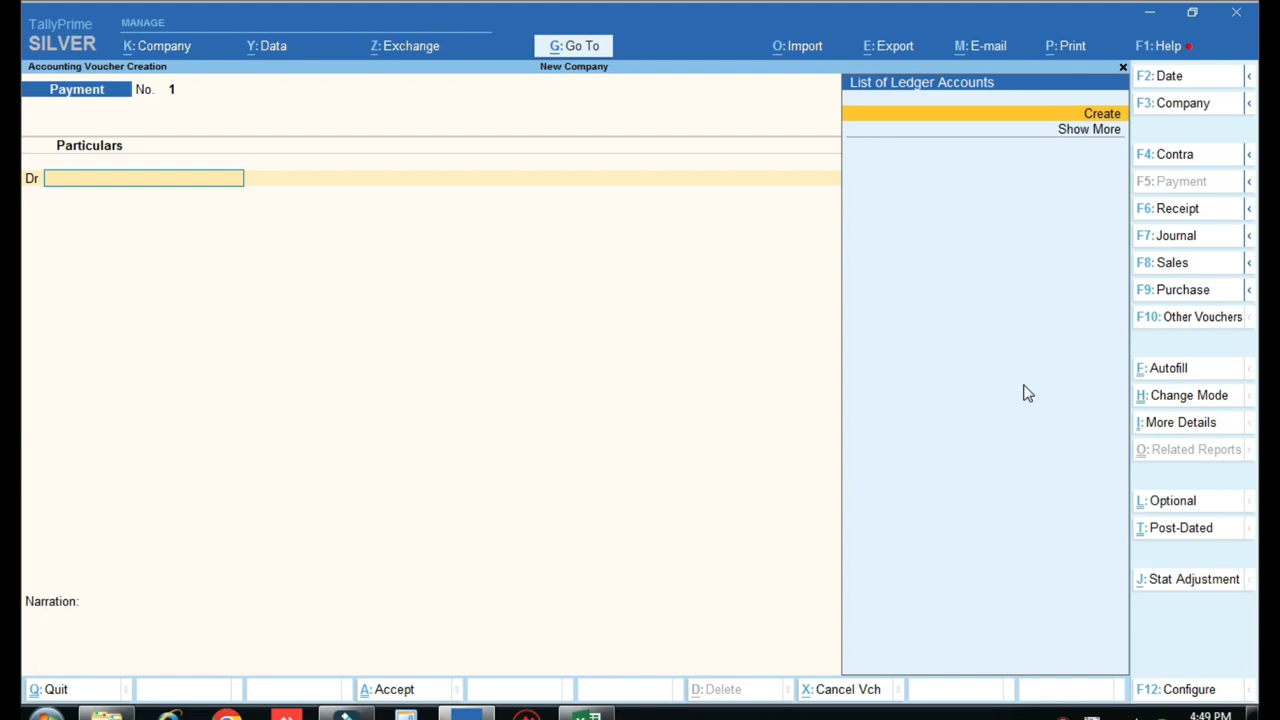 TallyPrime
MANAGE
SILVER
K: Company
Y: Data
Z: Exchange
G: Go To
O: Import
E: Export
M: E-mail
P: Print
F1: Help
Accounting Voucher Creation
New Company
Payment No. 1
Particulars
Dr
Narration:
List of Ledger Accounts
Create
Show More
F2: Date
F3: Company
F4: Contra
F5: Payment
F6: Receipt
F7: Journal
F8: Sales
F9: Purchase
F10: Other Vouchers
F: Autofill
H: Change Mode
I: More Details
O: Related Reports
L: Optional
T: Post-Dated
J: Stat Adjustment
Q: Quit
A: Accept
D: Delete
X: Cancel Vch
F12: Configure
4:49 PM